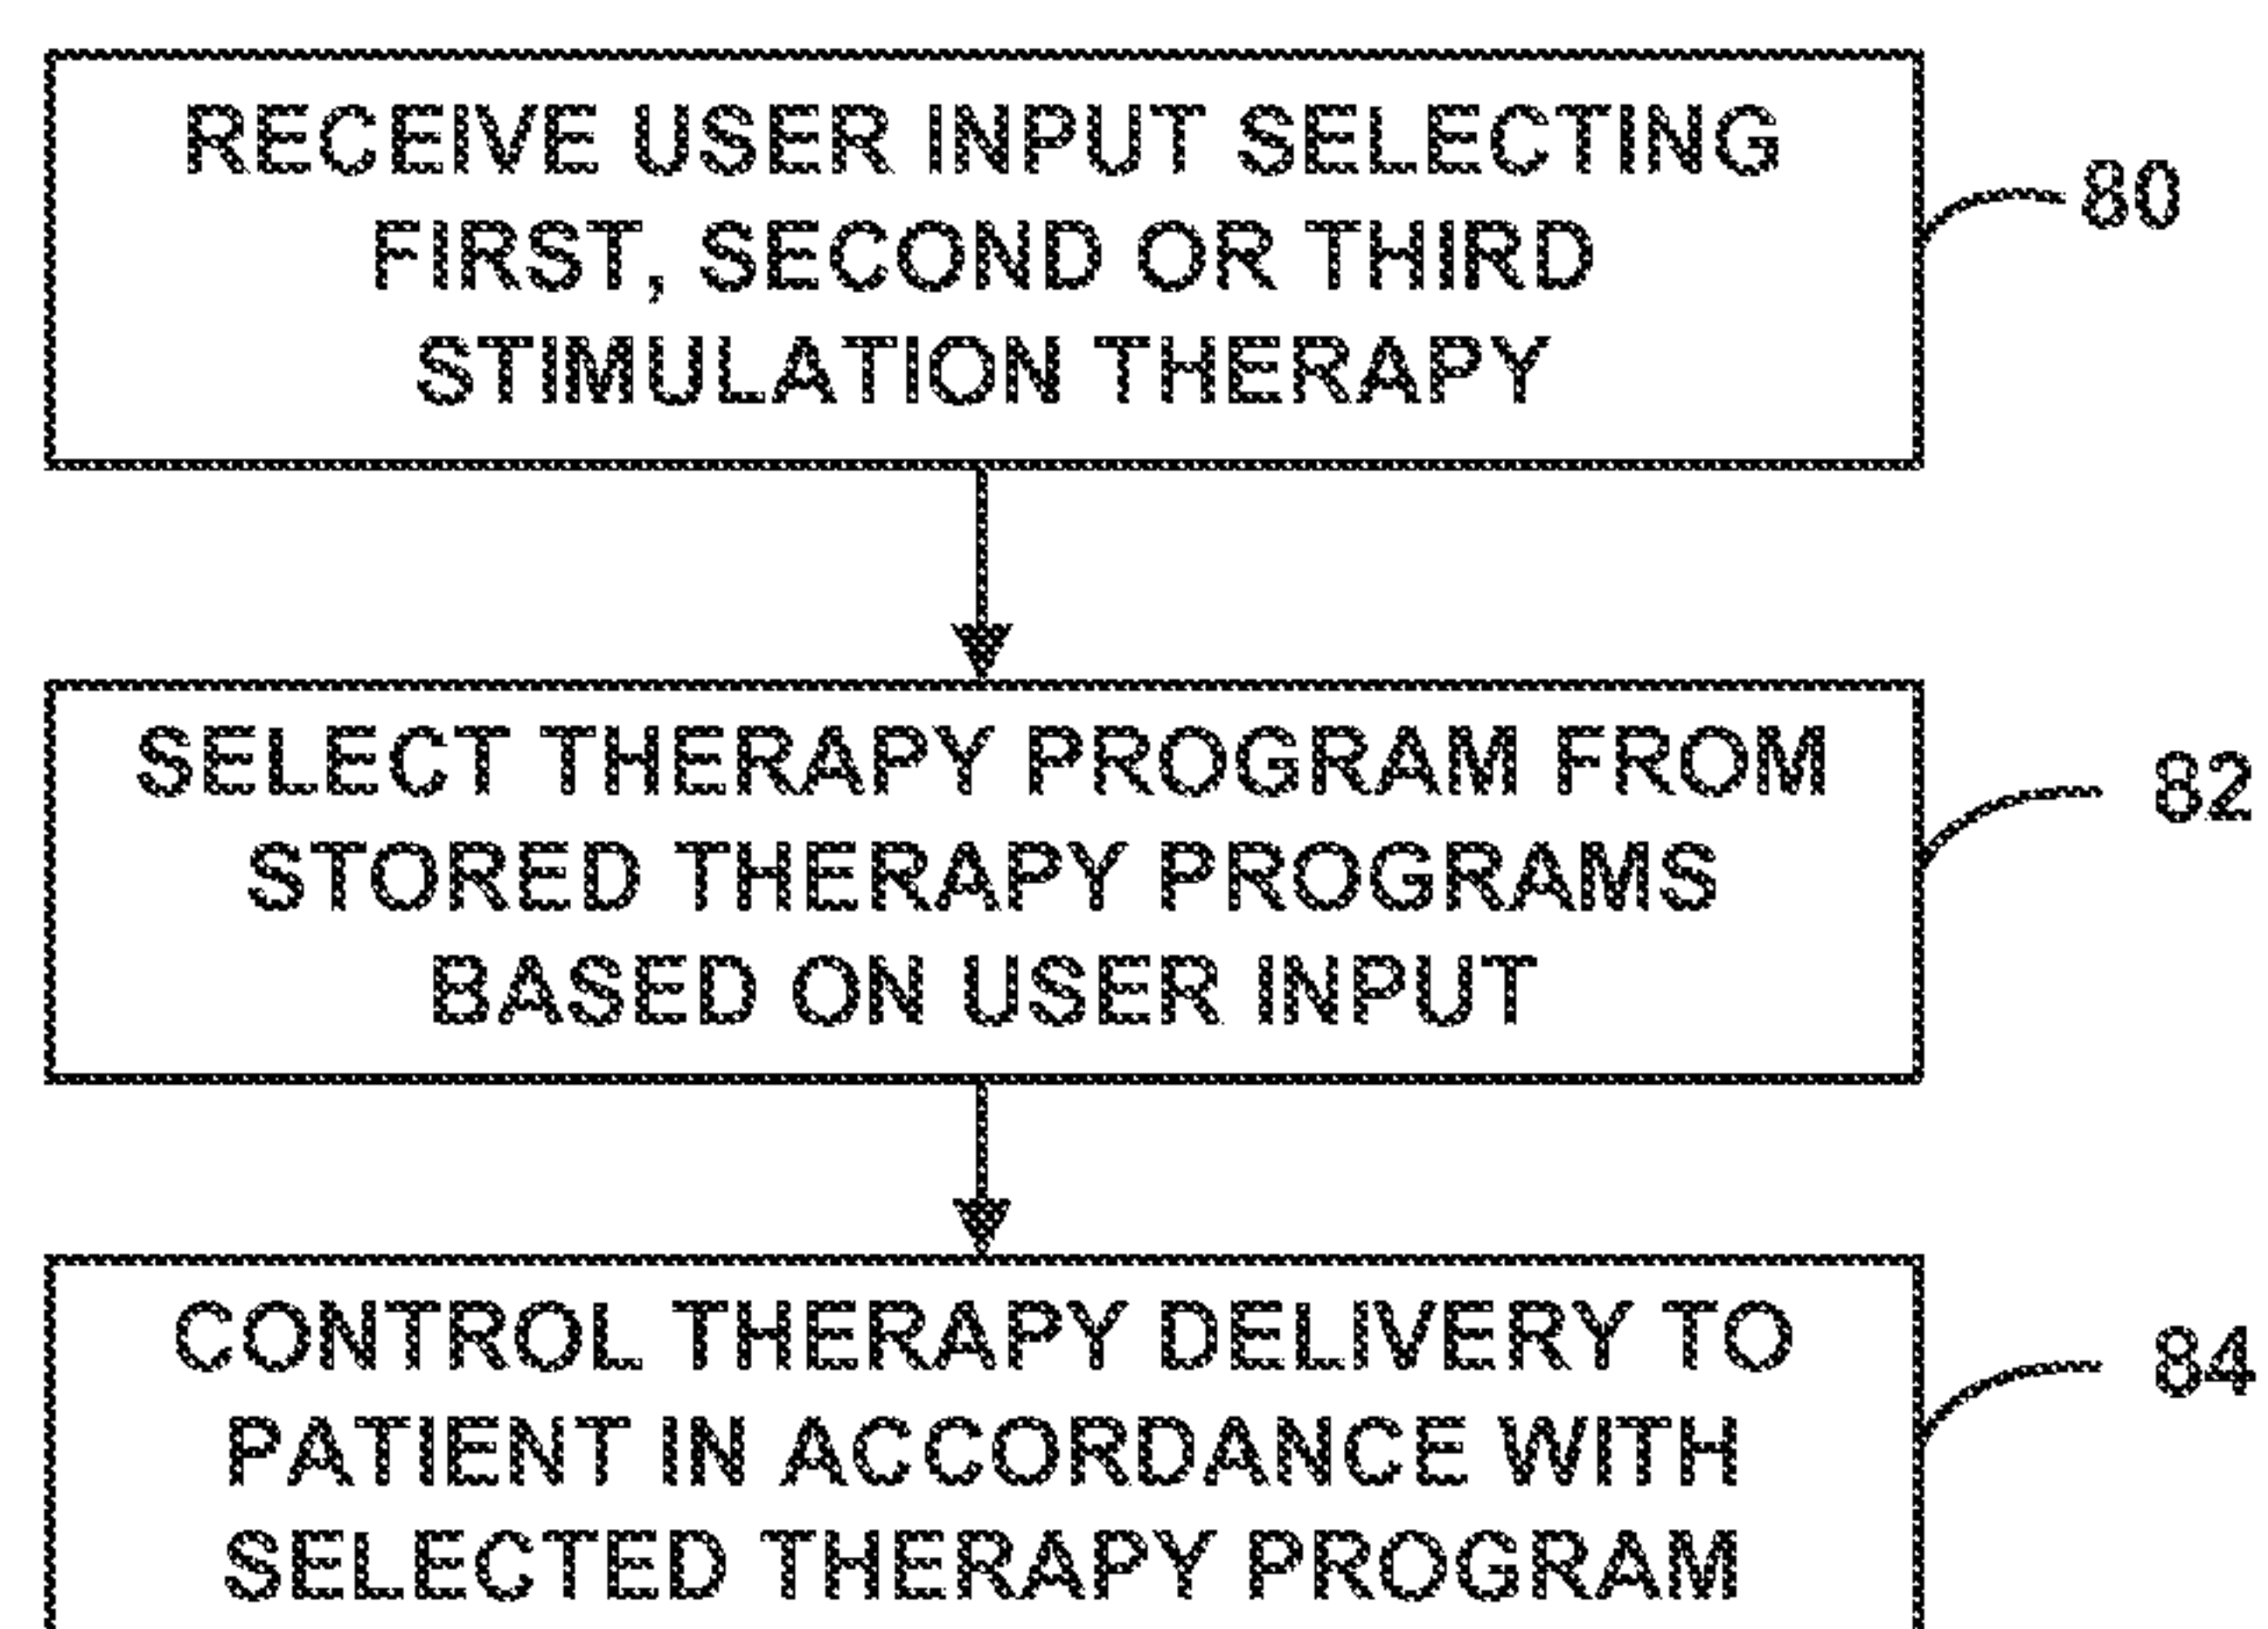 RECEIVE USER INPUT SELECTING
FIRST, SECOND OR THIRD
STIMULATION THERAPY
80
SELECT THERAPY PROGRAM FROM
STORED THERAPY PROGRAMS
BASED ON USER INPUT
82
CONTROL THERAPY DELIVERY TO
PATIENT IN ACCORDANCE WITH
SELECTED THERAPY PROGRAM
84